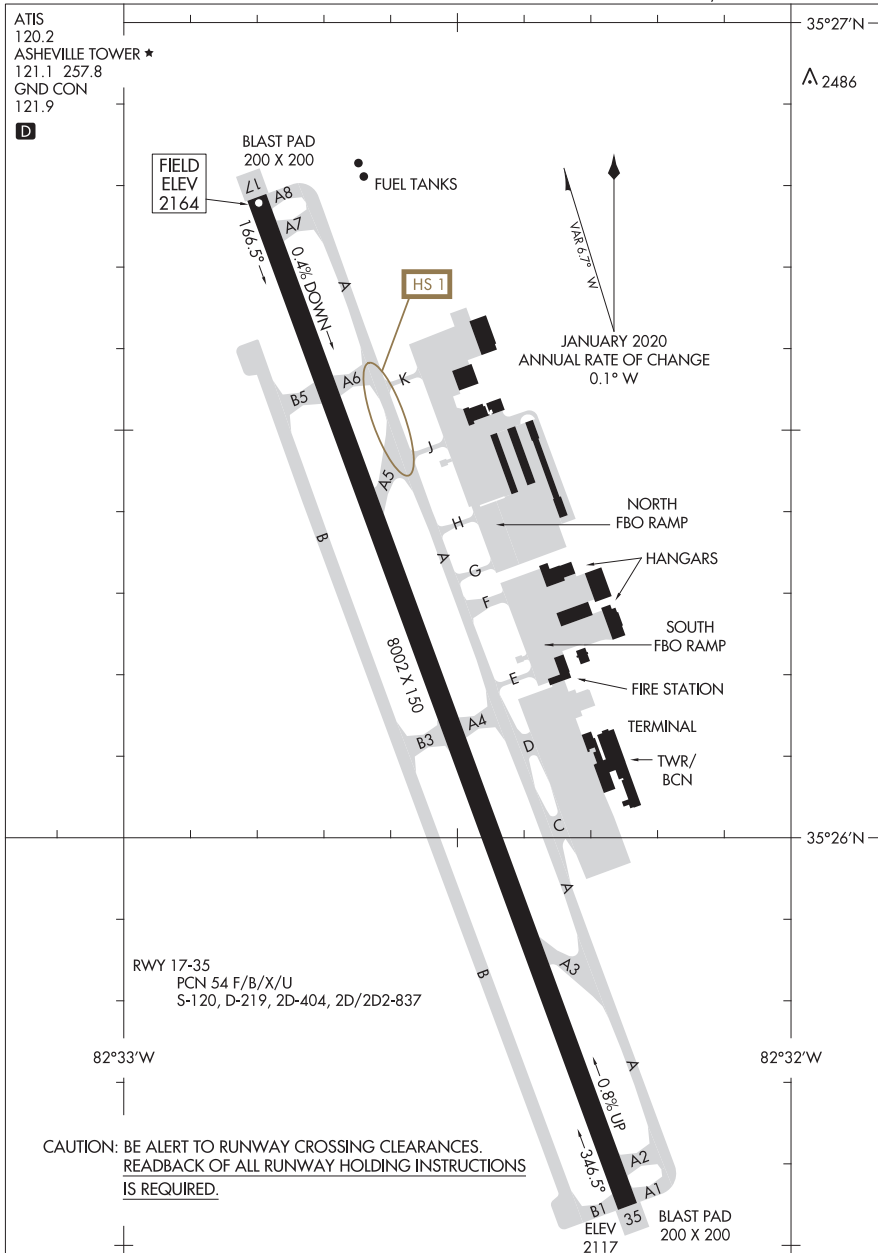 ATIS
120.2
ASHEVILLE TOWER ★
121.1 257.8
GND CON
121.9
D
35°27'N
2486
BLAST PAD
200 X 200
FIELD
ELEV
2164
17
FUEL TANKS
A8
A7
166.5°
0.4% DOWN
A
HS 1
VAR 6.7° W
JANUARY 2020
ANNUAL RATE OF CHANGE
0.1° W
A6
K
B5
J
A5
NORTH
FBO RAMP
H
B
A
G
HANGARS
F
SOUTH
FBO RAMP
8002 X 150
E
FIRE STATION
A4
TERMINAL
B3
D
TWR/
BCN
C
35°26'N
A
A3
B
RWY 17-35
PCN 54 F/B/X/U
S-120, D-219, 2D-404, 2D/2D2-837
82°33'W
82°32'W
A
0.8% UP
CAUTION: BE ALERT TO RUNWAY CROSSING CLEARANCES.
READBACK OF ALL RUNWAY HOLDING INSTRUCTIONS
IS REQUIRED.
346.5°
A2
A1
B1
35
ELEV
2117
BLAST PAD
200 X 200